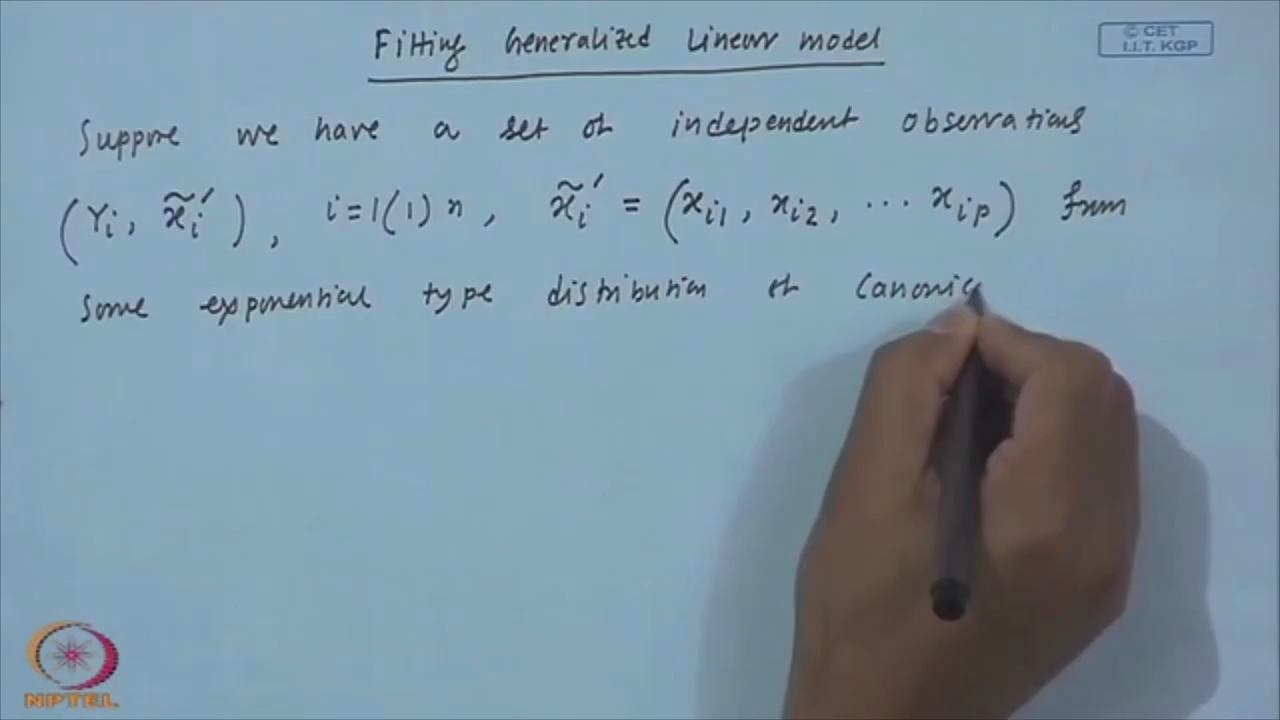 Fitting Generalized Linear model
© CET
I.I.T. KGP
Suppose we have a set of independent observations
(Yi, x̃i′), i=1(1)n, x̃i′ = (xi1, xi2, ... xip) from
Some exponential type distribution of Canonic
NPTEL